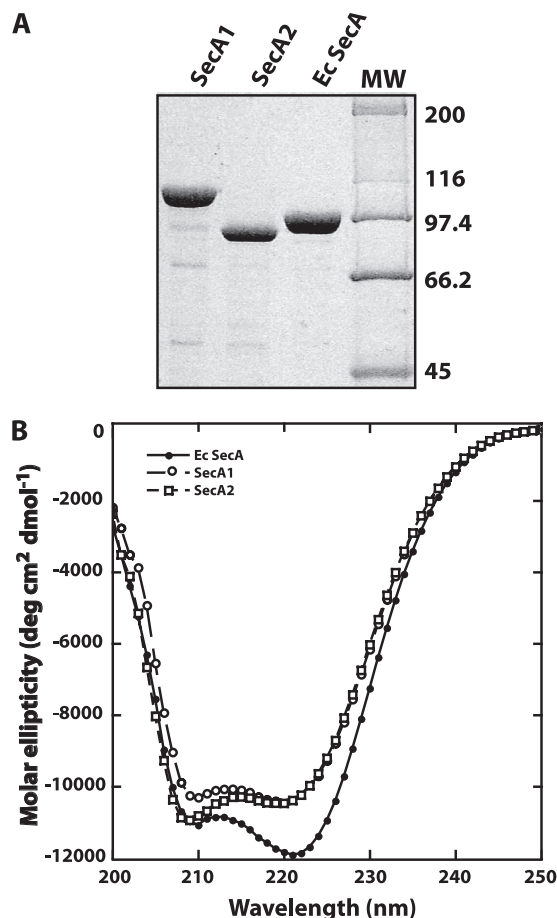 A
SecA1
SecA2
Ec SecA
MW
200
116
97.4
66.2
45
B
0
-2000
-4000
-6000
-8000
-10000
-12000
Ec SecA
SecA1
SecA2
Molar ellipticity (deg cm² dmol⁻¹)
200
210
220
230
240
250
Wavelength (nm)